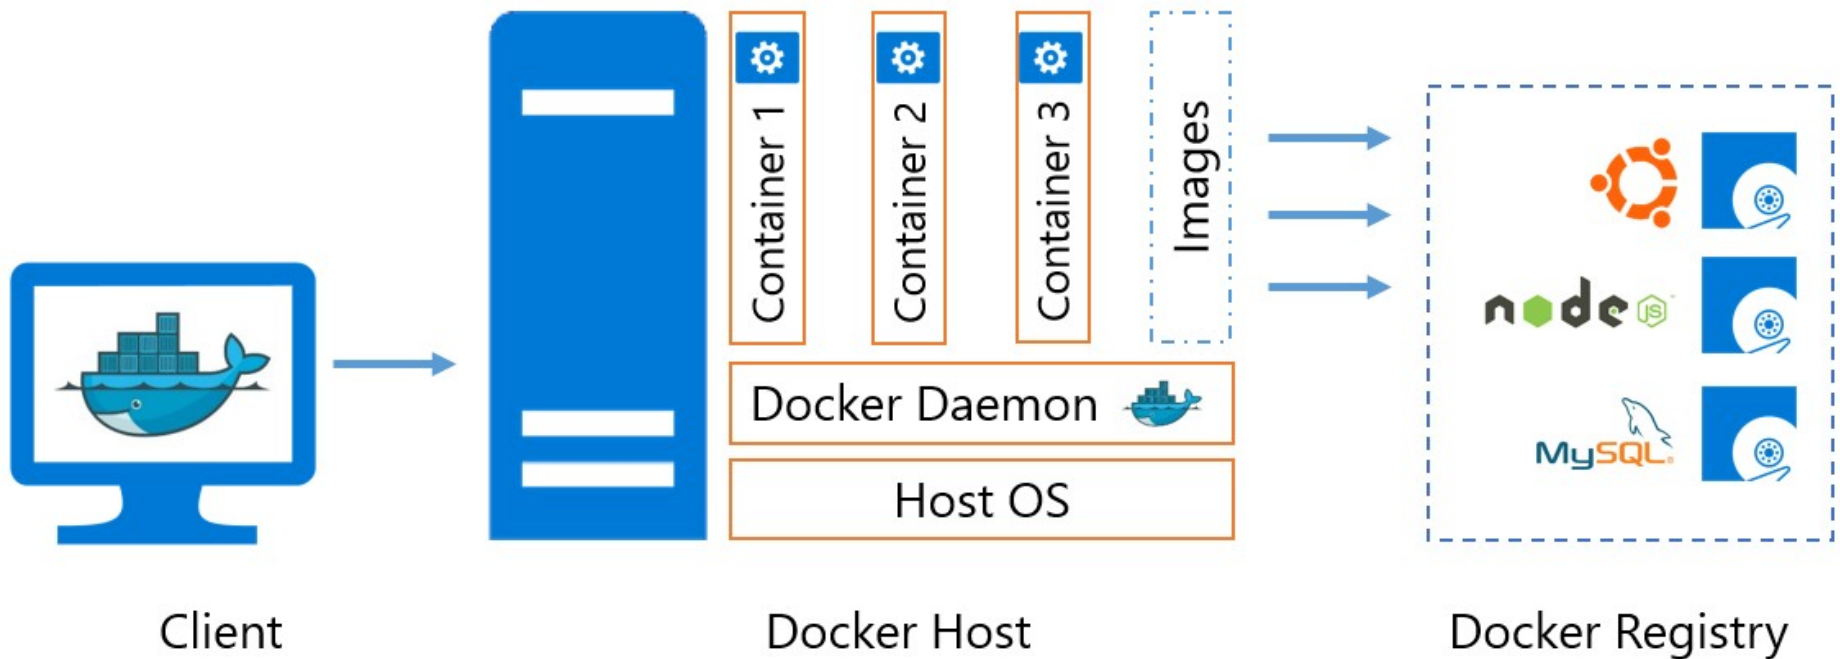 Container 1
Container 2
Container 3
Images
Docker Daemon
Host OS
node JS
MySQL
Client
Docker Host
Docker Registry